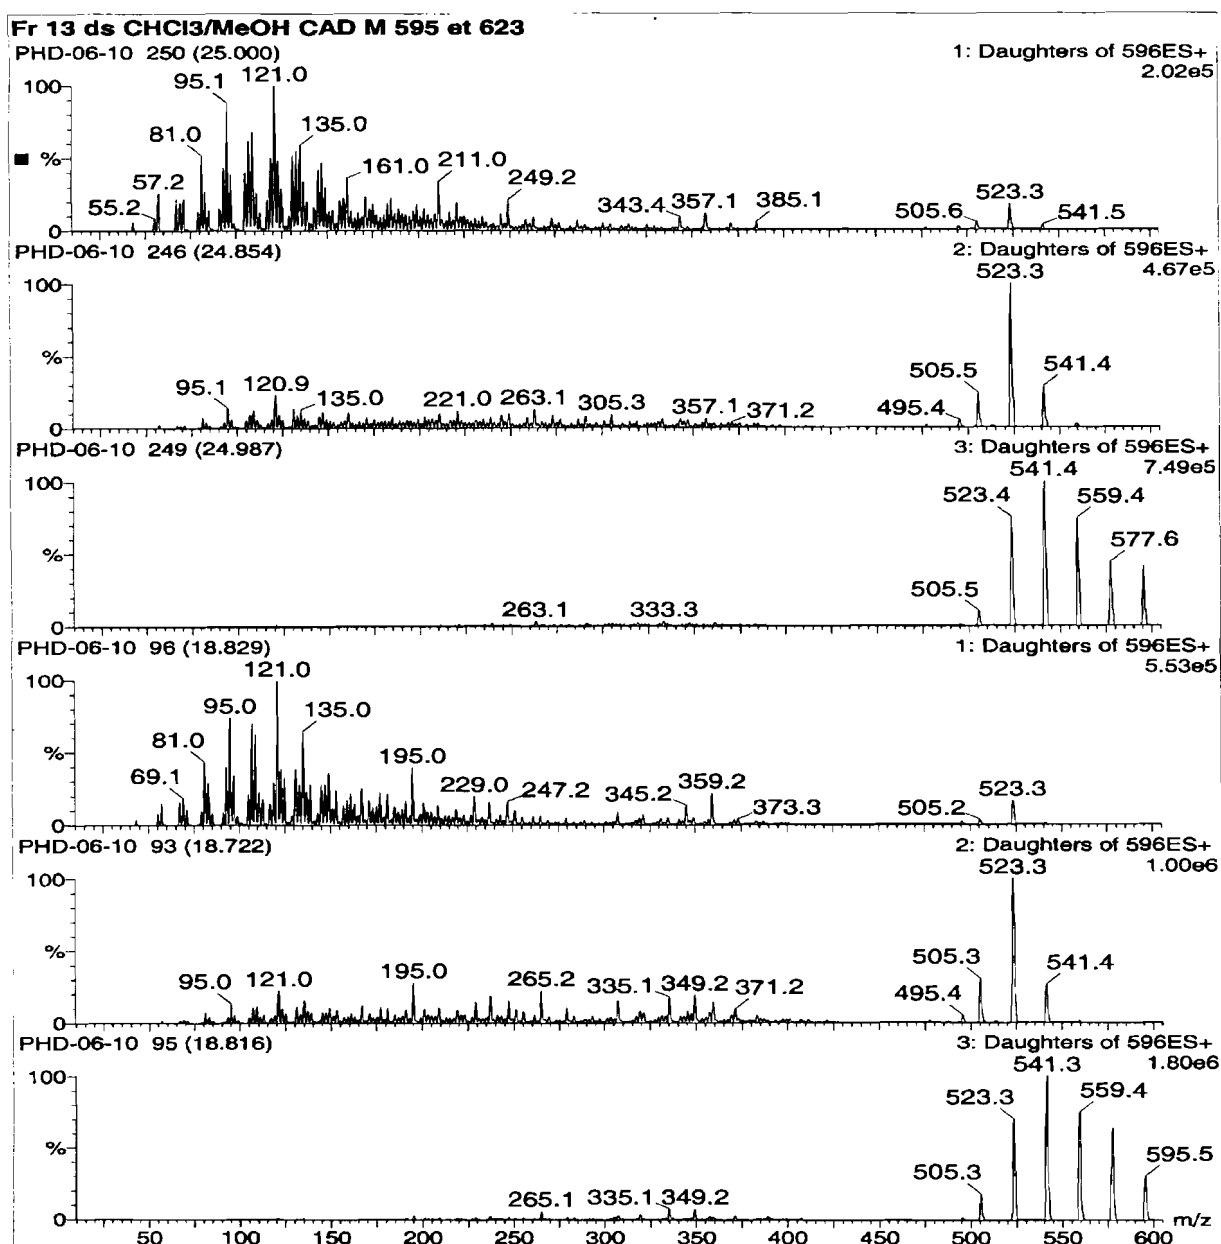 Fr 13 ds CHCl3/MeOH CAD M 595 et 623
PHD-06-10 250 (25.000)
1: Daughters of 596ES+
2.02e5
100
%
0
55.2 57.2 81.0 95.1 121.0 135.0 161.0 211.0 249.2 343.4 357.1 385.1 505.6 523.3 541.5
PHD-06-10 246 (24.854)
2: Daughters of 596ES+
4.67e5
100
%
0
95.1 120.9 135.0 221.0 263.1 305.3 357.1 371.2 495.4 505.5 523.3 541.4
PHD-06-10 249 (24.987)
3: Daughters of 596ES+
7.49e5
100
%
0
263.1 333.3 505.5 523.4 541.4 559.4 577.6
PHD-06-10 96 (18.829)
1: Daughters of 596ES+
5.53e5
100
%
0
69.1 81.0 95.0 121.0 135.0 195.0 229.0 247.2 345.2 359.2 373.3 505.2 523.3
PHD-06-10 93 (18.722)
2: Daughters of 596ES+
1.00e6
100
%
0
95.0 121.0 195.0 265.2 335.1 349.2 371.2 495.4 505.3 523.3 541.4
PHD-06-10 95 (18.816)
3: Daughters of 596ES+
1.80e6
100
%
0
265.1 335.1 349.2 505.3 523.3 541.3 559.4 595.5
50 100 150 200 250 300 350 400 450 500 550 600 m/z